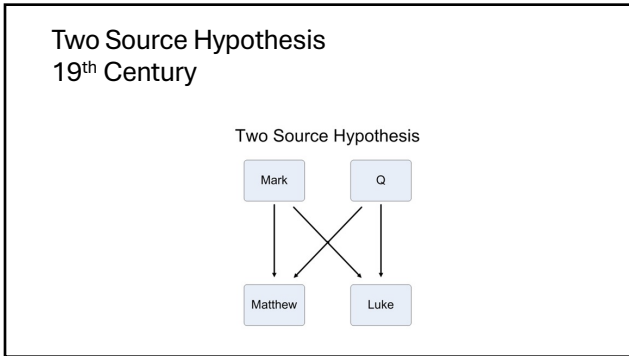 Two Source Hypothesis
19th Century
Two Source Hypothesis
Mark
Q
Matthew
Luke